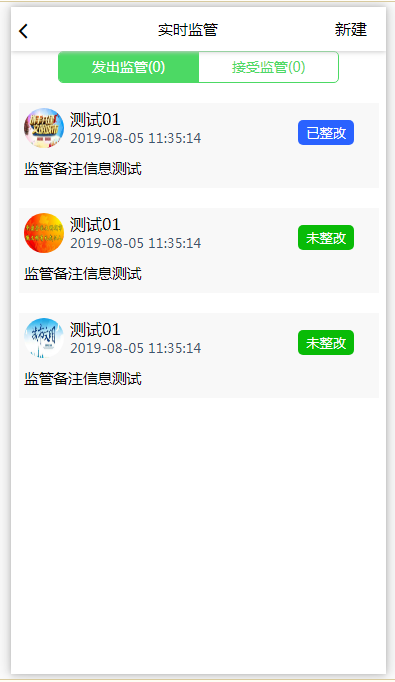 实时监管
新建
发出监管(0)
接受监管(0)
测试01
2019-08-05 11:35:14
已整改
监管备注信息测试
测试01
2019-08-05 11:35:14
未整改
监管备注信息测试
测试01
2019-08-05 11:35:14
未整改
监管备注信息测试